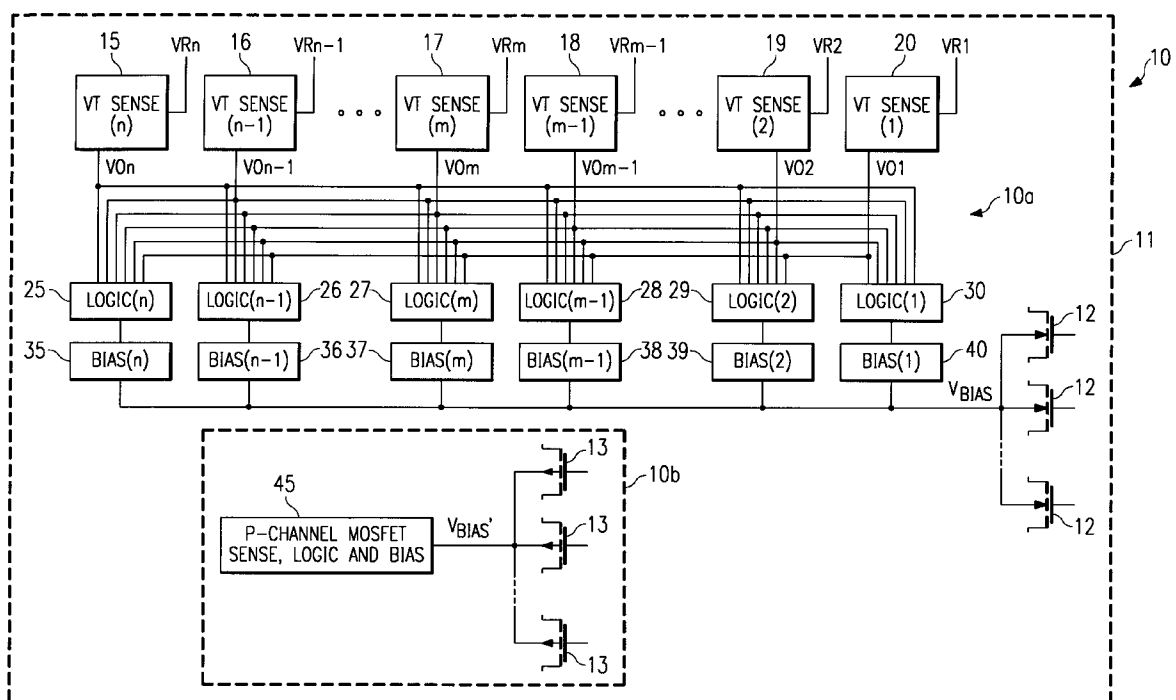 15 VRn 16 VRn-1 17 VRm 18 VRm-1 19 VR2 20 VR1 10
VT SENSE (n)
VT SENSE (n-1)
VT SENSE (m)
VT SENSE (m-1)
VT SENSE (2)
VT SENSE (1)
VOn VOn-1 VOm VOm-1 VO2 VO1
10a
11
25 LOGIC(n) LOGIC(n-1) 26 27 LOGIC(m) LOGIC(m-1) 28 29 LOGIC(2) LOGIC(1) 30
12
35 BIAS(n) BIAS(n-1) 36 37 BIAS(m) BIAS(m-1) 38 39 BIAS(2) BIAS(1) 40
VBIAS
12
12
13
10b
45
P-CHANNEL MOSFET
SENSE, LOGIC AND BIAS
VBIAS'
13
13